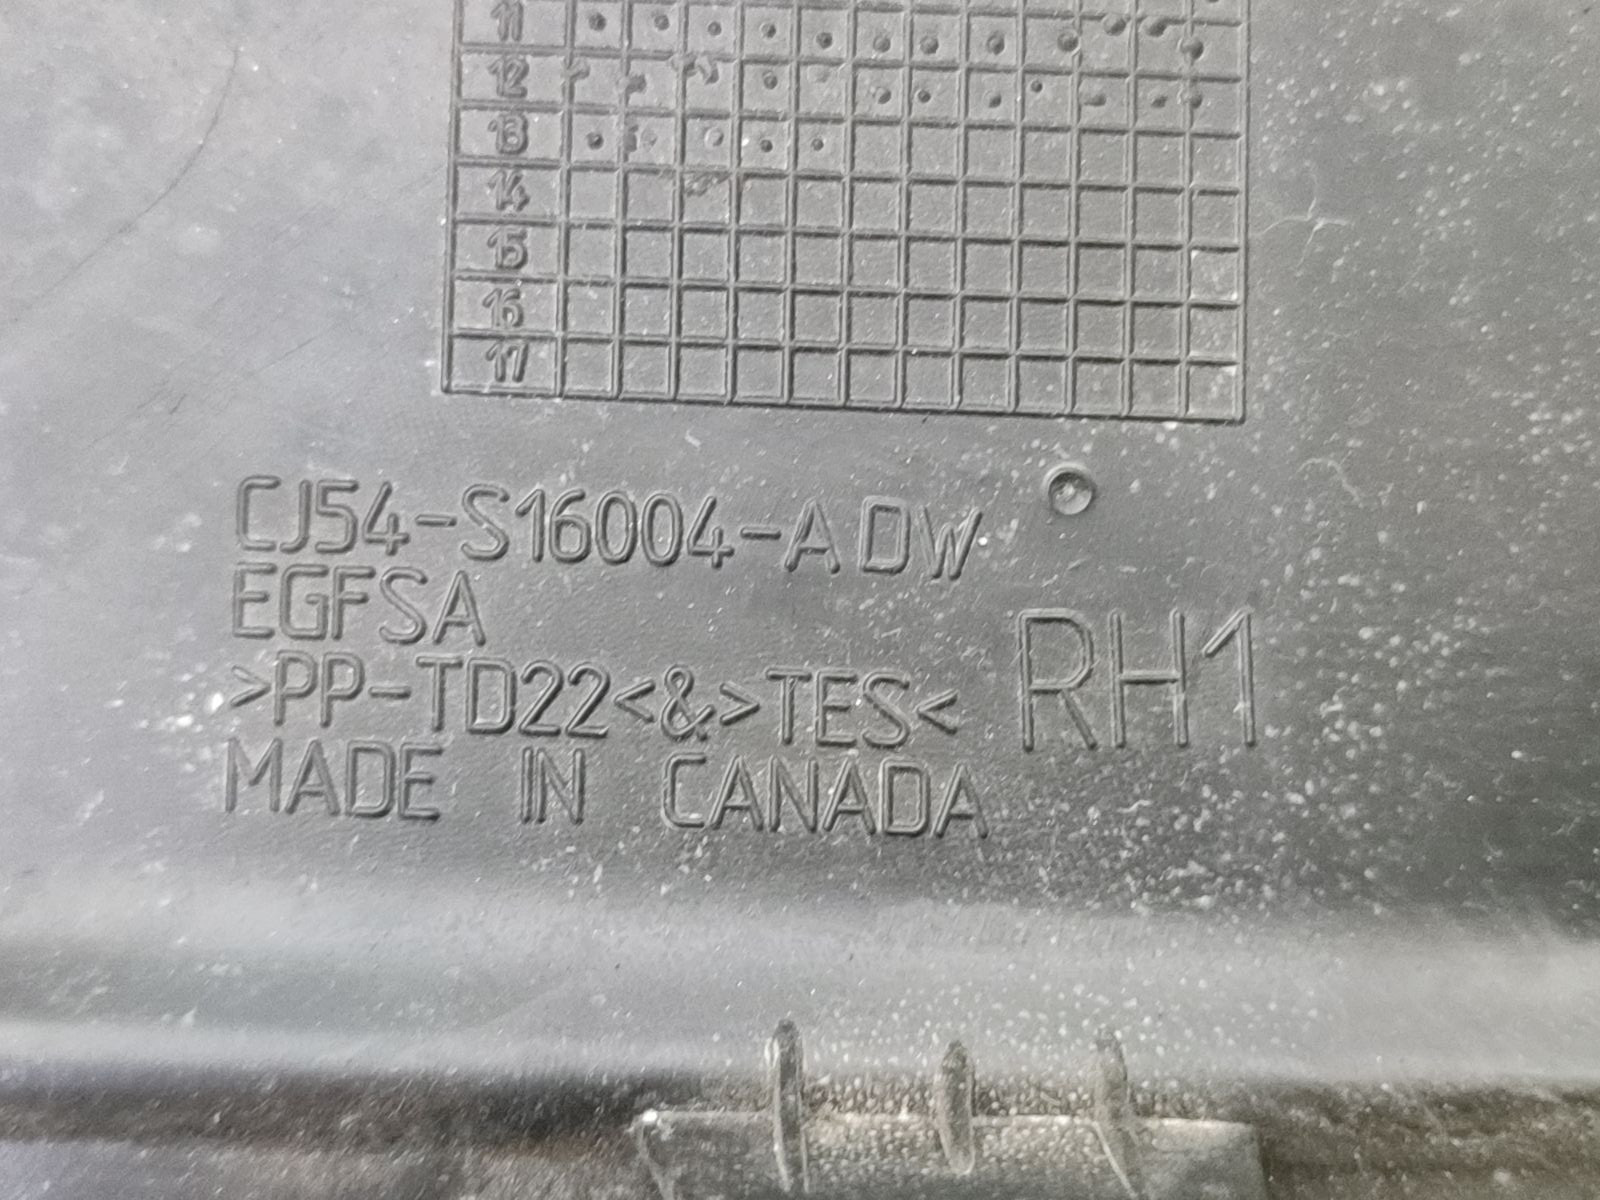 11
12
13
14
15
16
17
CJ54-S16004-ADW
EGFSA
>PP-TD22<&>TES<
RH1
MADE IN CANADA